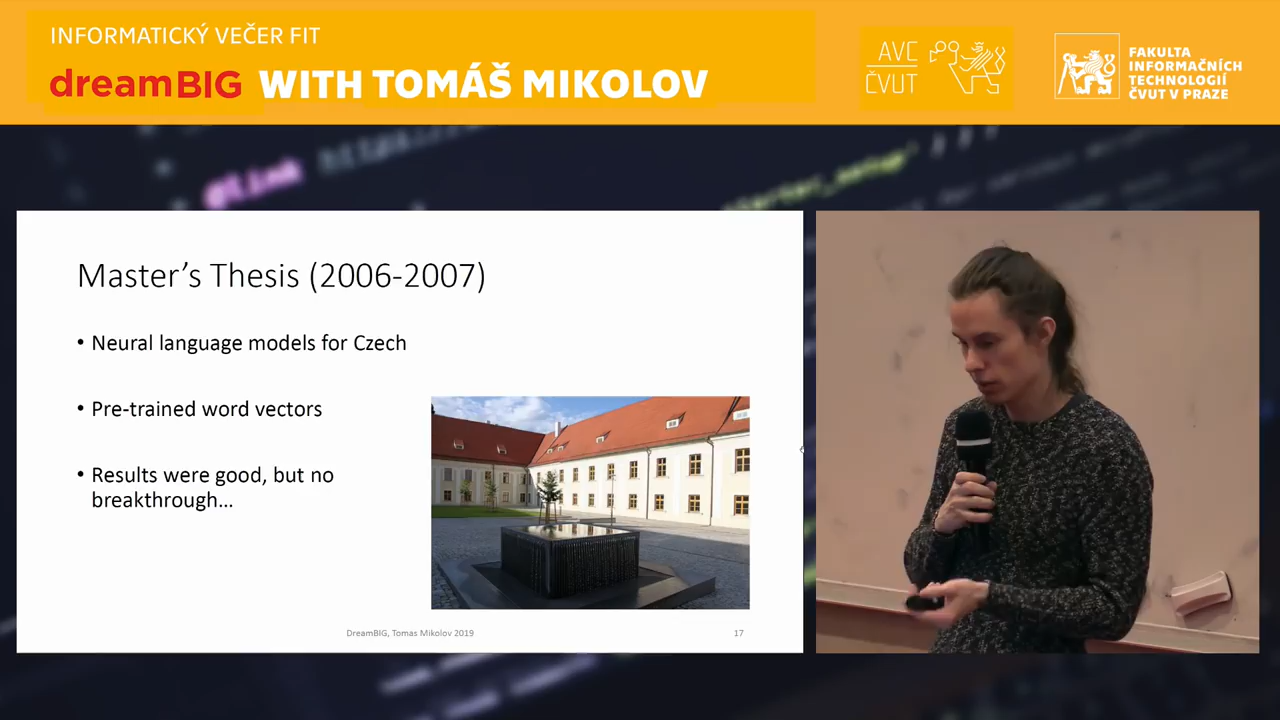 INFORMATICKÝ VEČER FIT
dreamBIG WITH TOMÁŠ MIKOLOV
AVC
ČVUT
FAKULTA
INFORMAČNÍCH
TECHNOLOGIÍ
ČVUT V PRAZE
@link
Master's Thesis (2006-2007)
• Neural language models for Czech
• Pre-trained word vectors
• Results were good, but no
breakthrough...
DreamBIG, Tomas Mikolov 2019
17